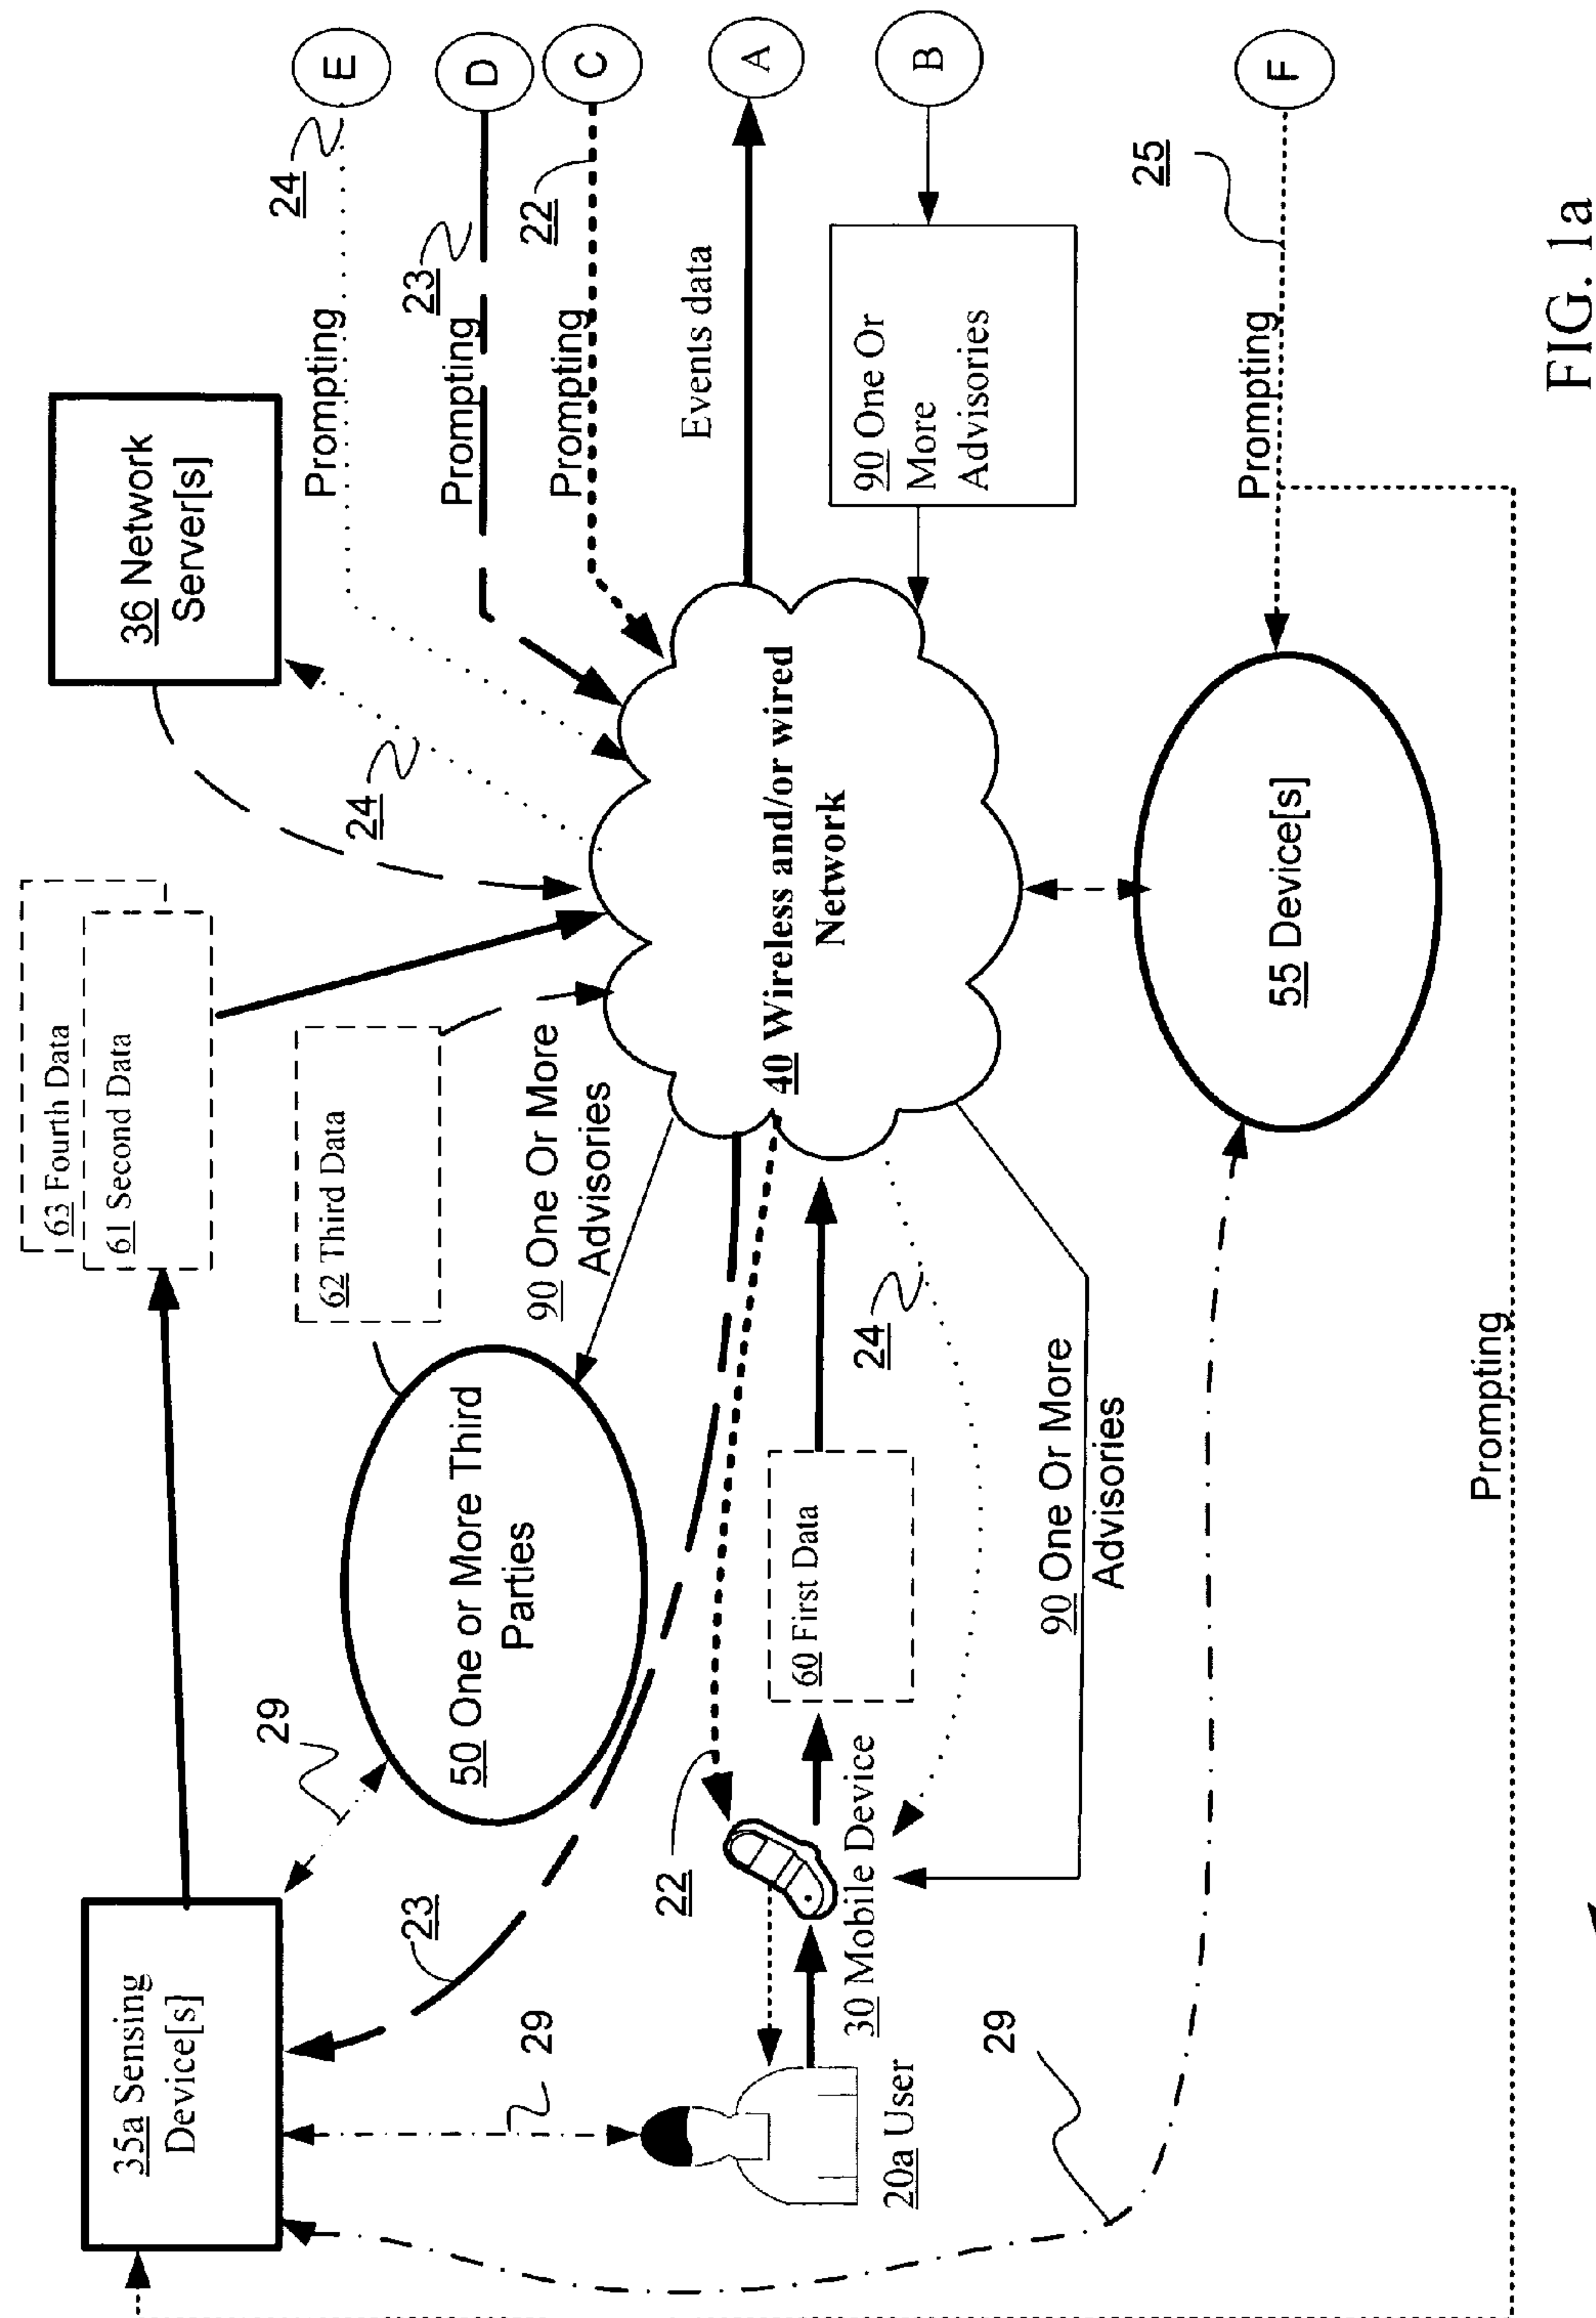 35a Sensing
Device[s]
63 Fourth Data
61 Second Data
36 Network
Server[s]
29
62 Third Data
24
24
E
Prompting
23
D
Prompting
22
C
Prompting
50 One or More Third
Parties
90 One Or More
Advisories
23
29
22
Events data
A
20a User
30 Mobile Device
60 First Data
24
40 Wireless and/or wired
Network
90 One Or
More
Advisories
B
90 One Or More
Advisories
29
55 Device[s]
Prompting
25
F
Prompting
FIG. 1a